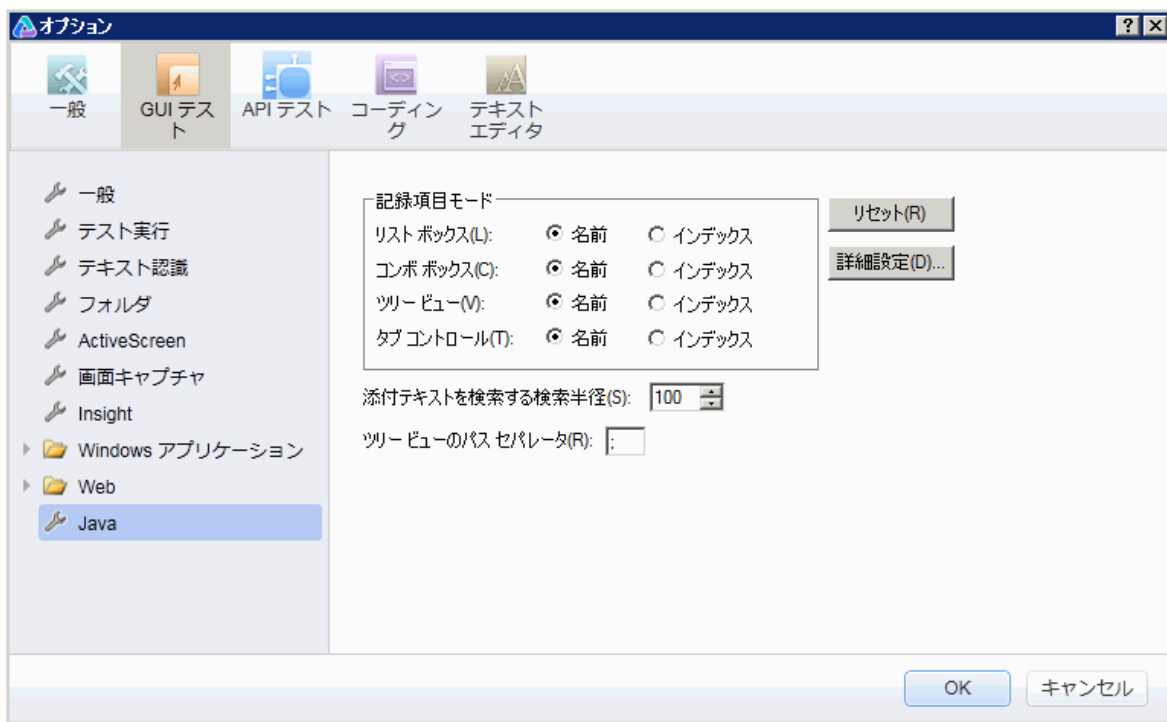 オプション
一般
GUI テス
ト
API テスト
コーディン
グ
テキスト
エディタ
一般
テスト実行
テキスト認識
フォルダ
ActiveScreen
画面キャプチャ
Insight
Windows アプリケーション
Web
Java
記録項目モード
リスト ボックス(L): 名前 インデックス
コンボ ボックス(C): 名前 インデックス
ツリー ビュー(V): 名前 インデックス
タブ コントロール(T): 名前 インデックス
リセット(R)
詳細設定(D)...
添付テキストを検索する検索半径(S): 100
ツリー ビューのパス セパレータ(R): ;
OK
キャンセル